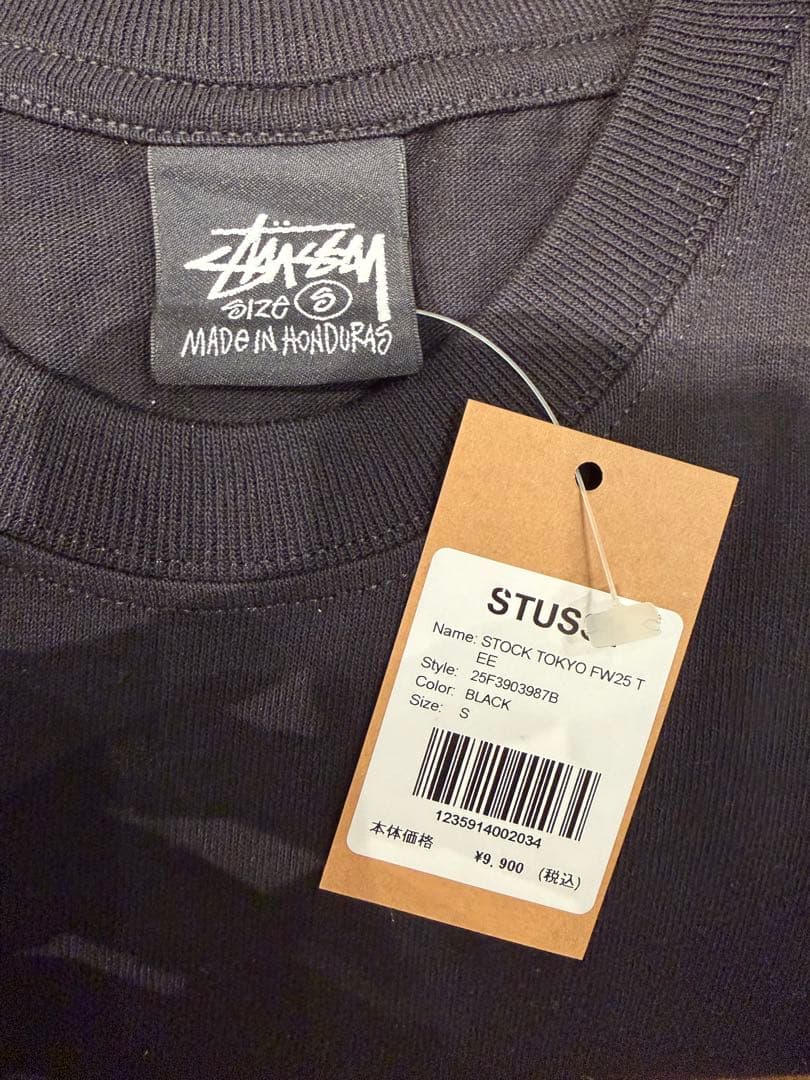 STÜSSY
SIZE S
MADE IN HONDURAS
STUSS
Name: STOCK TOKYO FW25 T
EE
Style: 25F3903987B
Color: BLACK
Size: S
1235914002034
本体価格 ¥9,900 (税込)